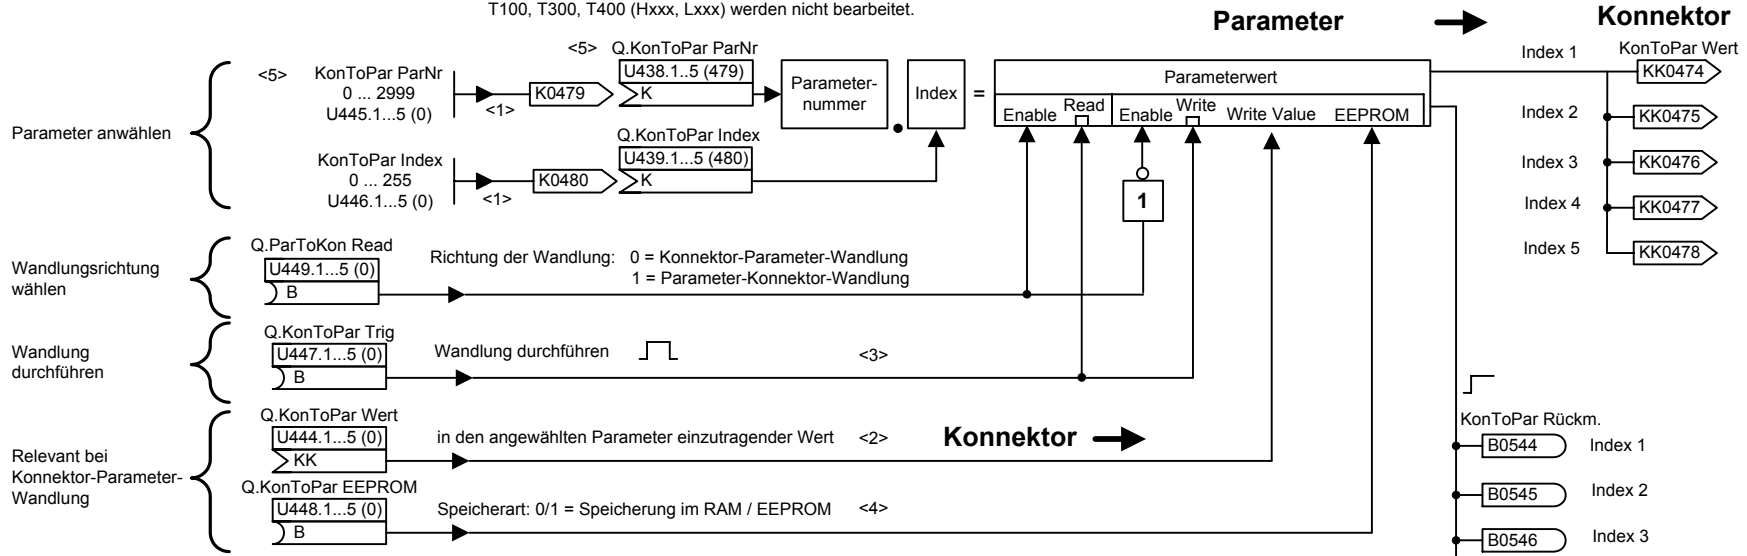 T100, T300, T400 (Hxxx, Lxxx) werden nicht bearbeitet.
Parameter
Konnektor
<5> Q.KonToPar ParNr
Index 1
KonToPar Wert
<5>
KonToPar ParNr
0 ... 2999
U445.1...5 (0)
<1>
K0479
U438.1..5 (479)
K
Parameter-
nummer
.
Index
=
Parameterwert
Enable
Read
Enable
Write
Write Value
EEPROM
KK0474
Index 2
KK0475
Parameter anwählen
Q.KonToPar Index
U439.1...5 (480)
K
KonToPar Index
0 ... 255
U446.1...5 (0)
<1>
K0480
1
Index 3
KK0476
Index 4
KK0477
Index 5
KK0478
Wandlungsrichtung
wählen
Q.ParToKon Read
U449.1...5 (0)
B
Richtung der Wandlung: 0 = Konnektor-Parameter-Wandlung
1 = Parameter-Konnektor-Wandlung
Wandlung
durchführen
Q.KonToPar Trig
U447.1...5 (0)
B
Wandlung durchführen
<3>
Relevant bei
Konnektor-Parameter-
Wandlung
Q.KonToPar Wert
U444.1...5 (0)
KK
in den angewählten Parameter einzutragender Wert
<2>
Konnektor
Q.KonToPar EEPROM
U448.1...5 (0)
B
Speicherart: 0/1 = Speicherung im RAM / EEPROM
<4>
KonToPar Rückm.
B0544
Index 1
B0545
Index 2
B0546
Index 3